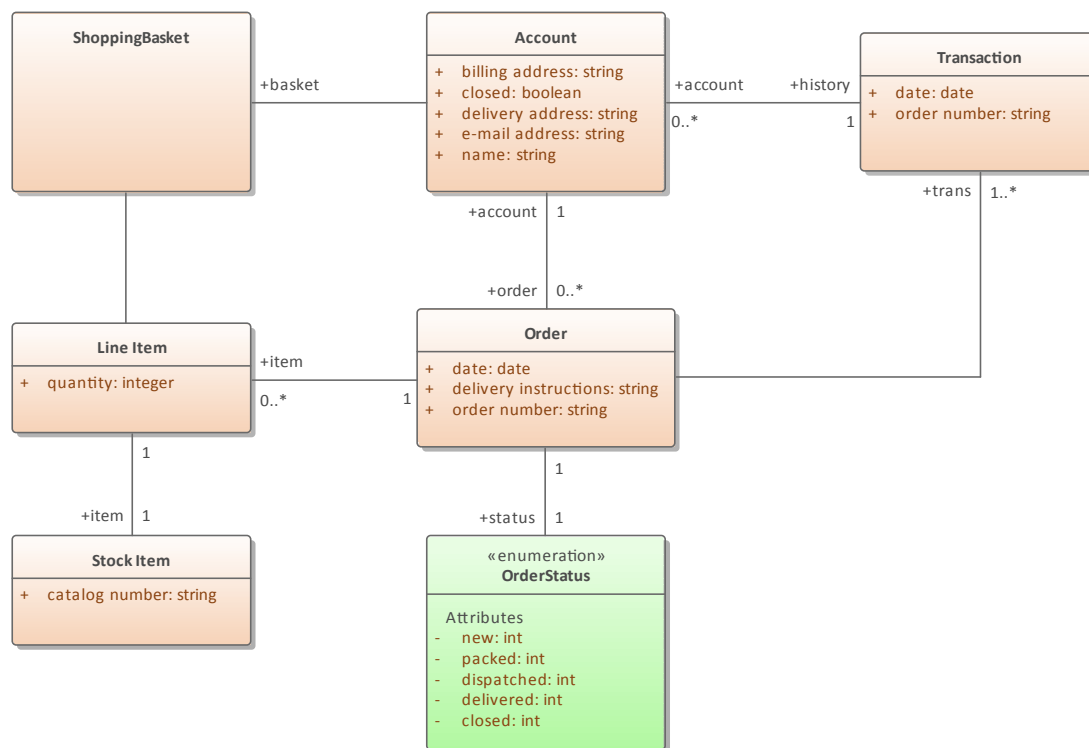 ShoppingBasket
+basket
Account
+ billing address: string
+ closed: boolean
+ delivery address: string
+ e-mail address: string
+ name: string
+account
0..*
+history
1
Transaction
+ date: date
+ order number: string
+trans
1..*
+account
1
+order
0..*
Line Item
+ quantity: integer
+item
0..*
1
Order
+ date: date
+ delivery instructions: string
+ order number: string
1
+item
1
Stock Item
+ catalog number: string
1
+status
1
«enumeration»
OrderStatus
Attributes
- new: int
- packed: int
- dispatched: int
- delivered: int
- closed: int